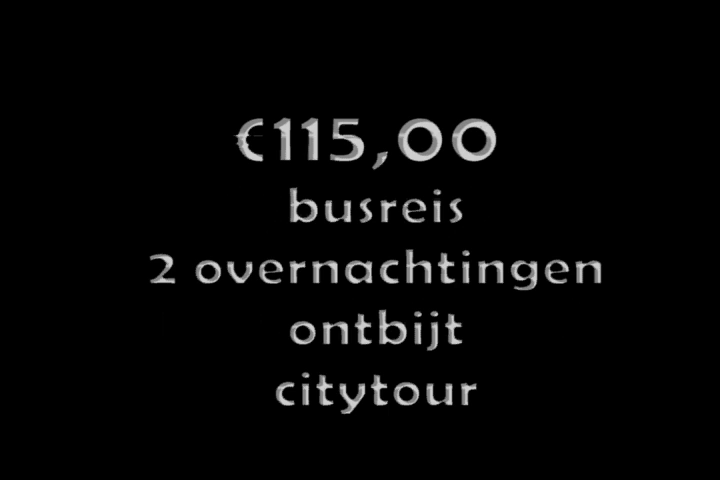 €115,00
busreis
2 overnachtingen
ontbijt
citytour